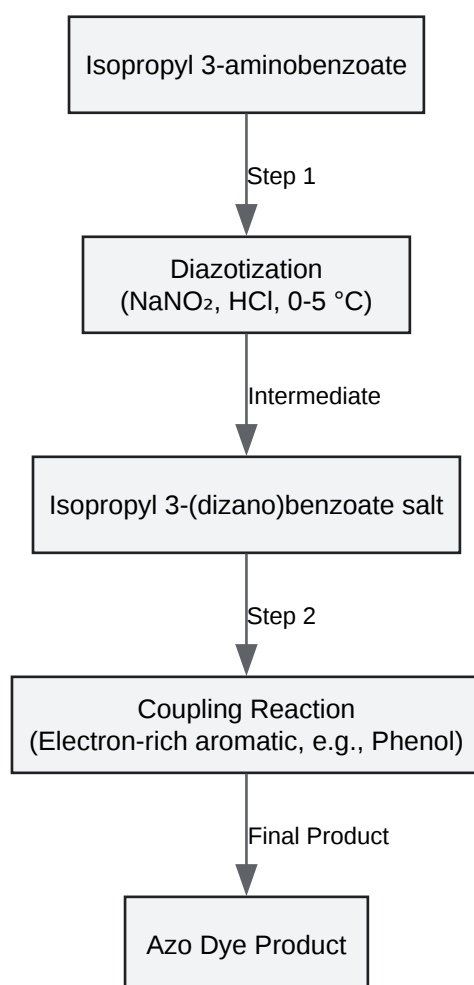 Isopropyl 3-aminobenzoate
Step 1
Diazotization
(NaNO₂, HCl, 0-5 °C)
Intermediate
Isopropyl 3-(dizano)benzoate salt
Step 2
Coupling Reaction
(Electron-rich aromatic, e.g., Phenol)
Final Product
Azo Dye Product